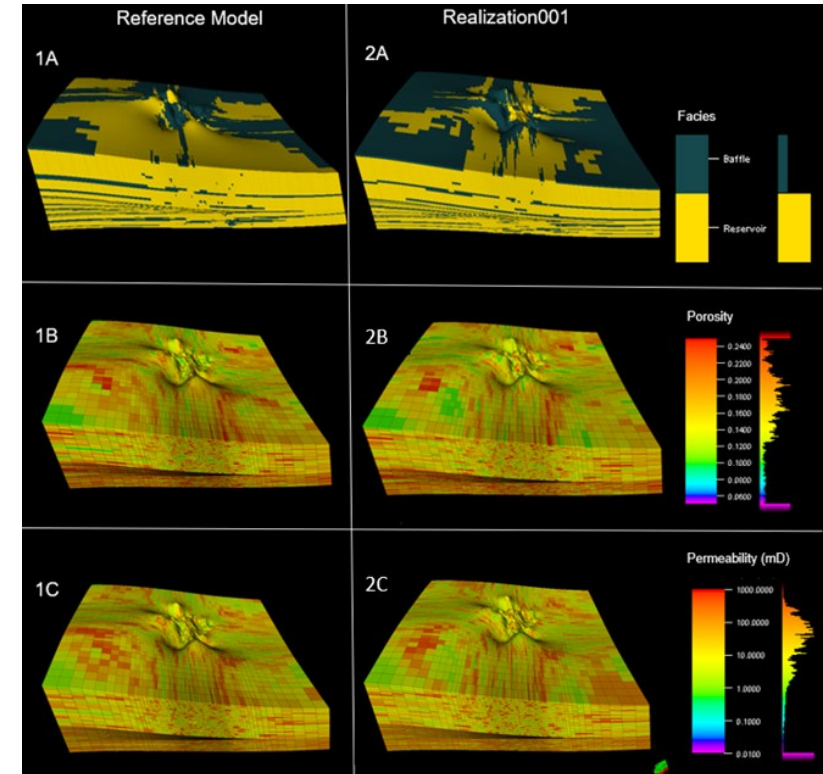 Reference Model
Realization001
1A
2A
Facies
Baffle
Reservoir
1B
2B
Porosity
0.2400
0.2200
0.2000
0.1800
0.1600
0.1400
0.1200
0.1000
0.0800
0.0600
1C
2C
Permeability (mD)
1000.0000
100.0000
10.0000
1.0000
0.1000
0.0100